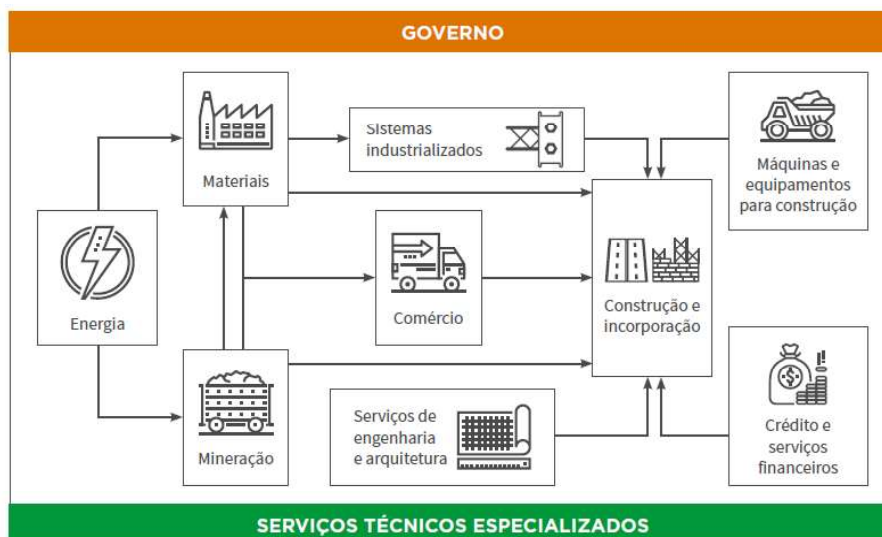 GOVERNO
Materiais
Sistemas
industrializados
Máquinas e
equipamentos
para construção
Energia
Comércio
Construção e
incorporação
Mineração
Serviços de
engenharia
e arquitetura
Crédito e
serviços
financeiros
SERVIÇOS TÉCNICOS ESPECIALIZADOS